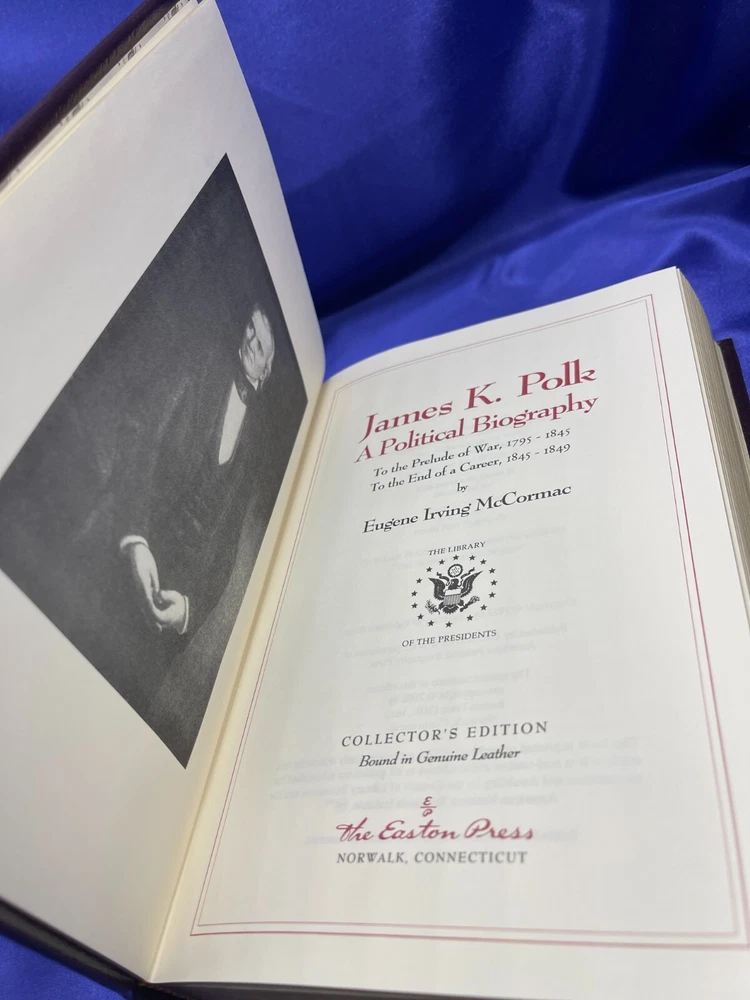 James K. Polk
A Political Biography
To the Prelude of War, 1795 - 1845
To the End of a Career, 1845 - 1849
by
Eugene Irving McCormac
THE LIBRARY
OF THE PRESIDENTS
COLLECTOR'S EDITION
Bound in Genuine Leather
E
P
The Easton Press
NORWALK, CONNECTICUT